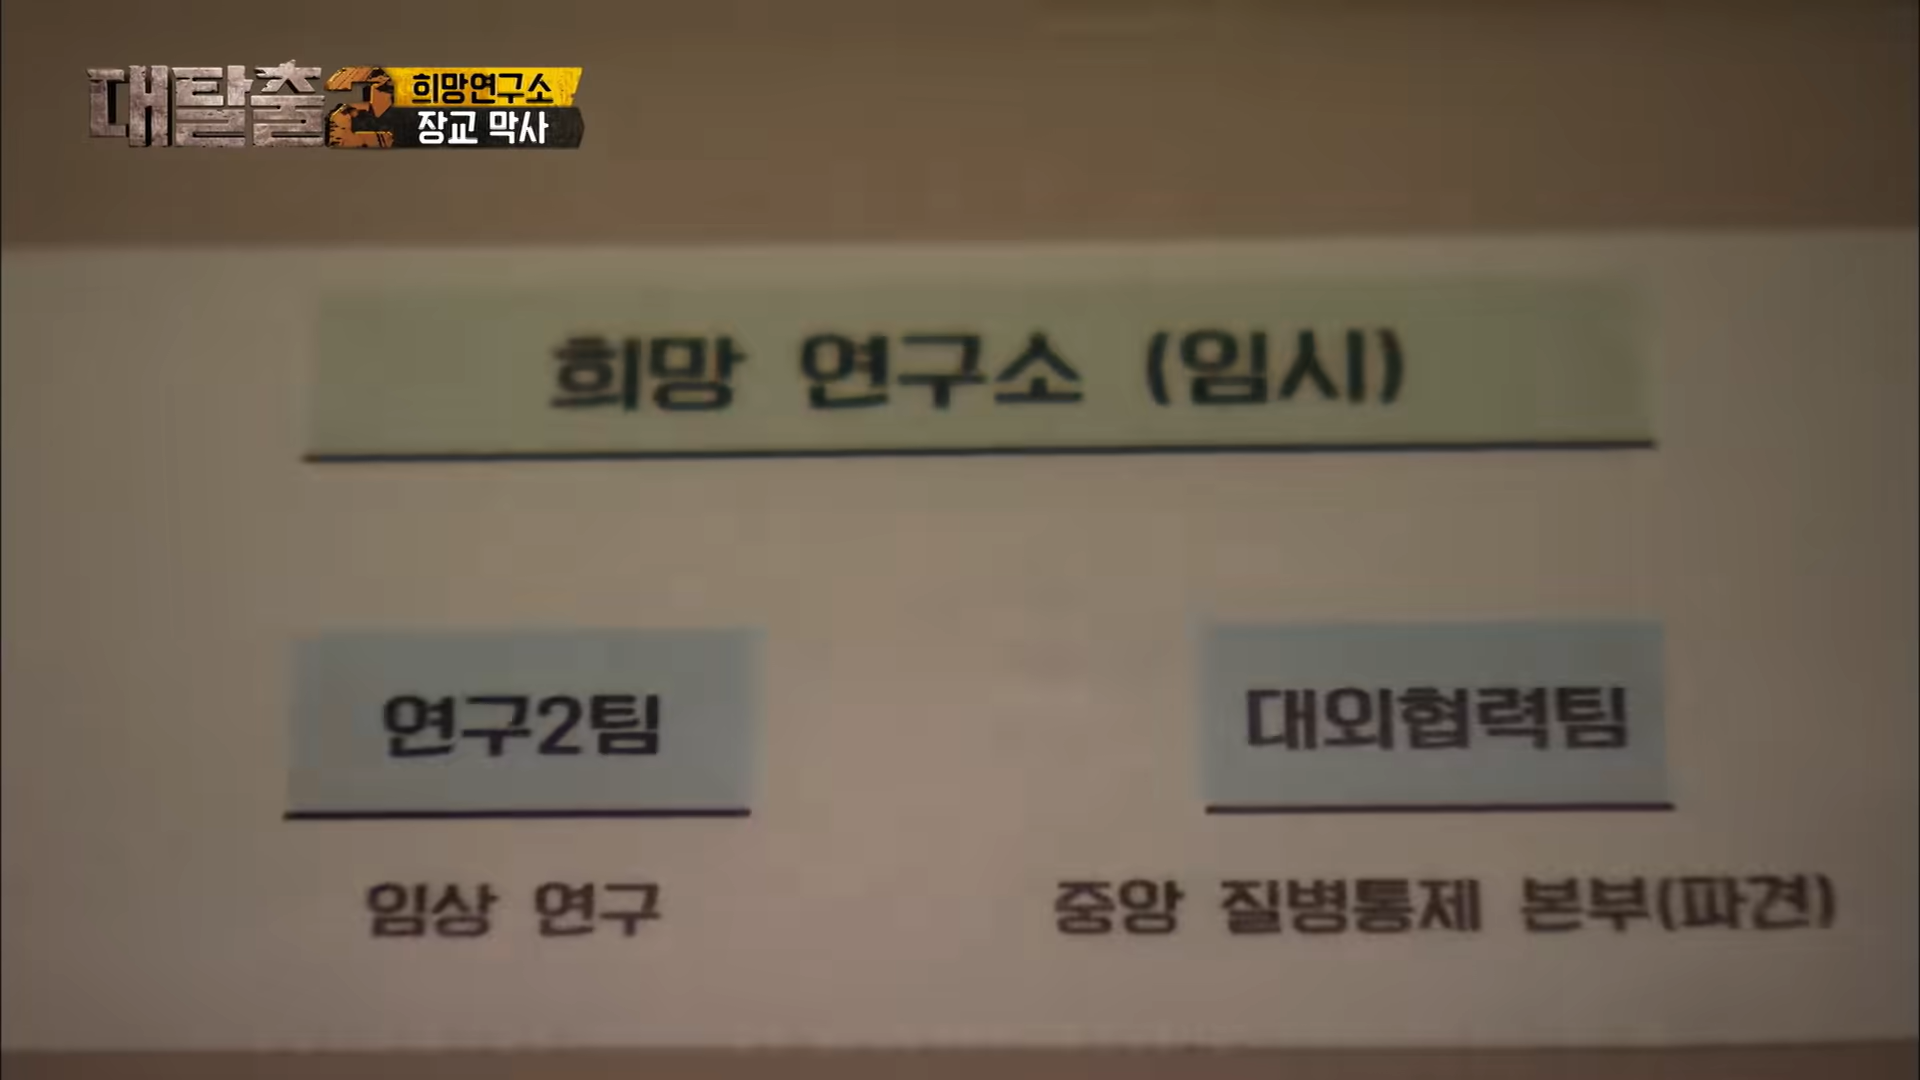 대탈출2
희망연구소
장교 막사
희망 연구소 (임시)
연구2팀
대외협력팀
임상 연구
중앙 질병통제 본부(파견)